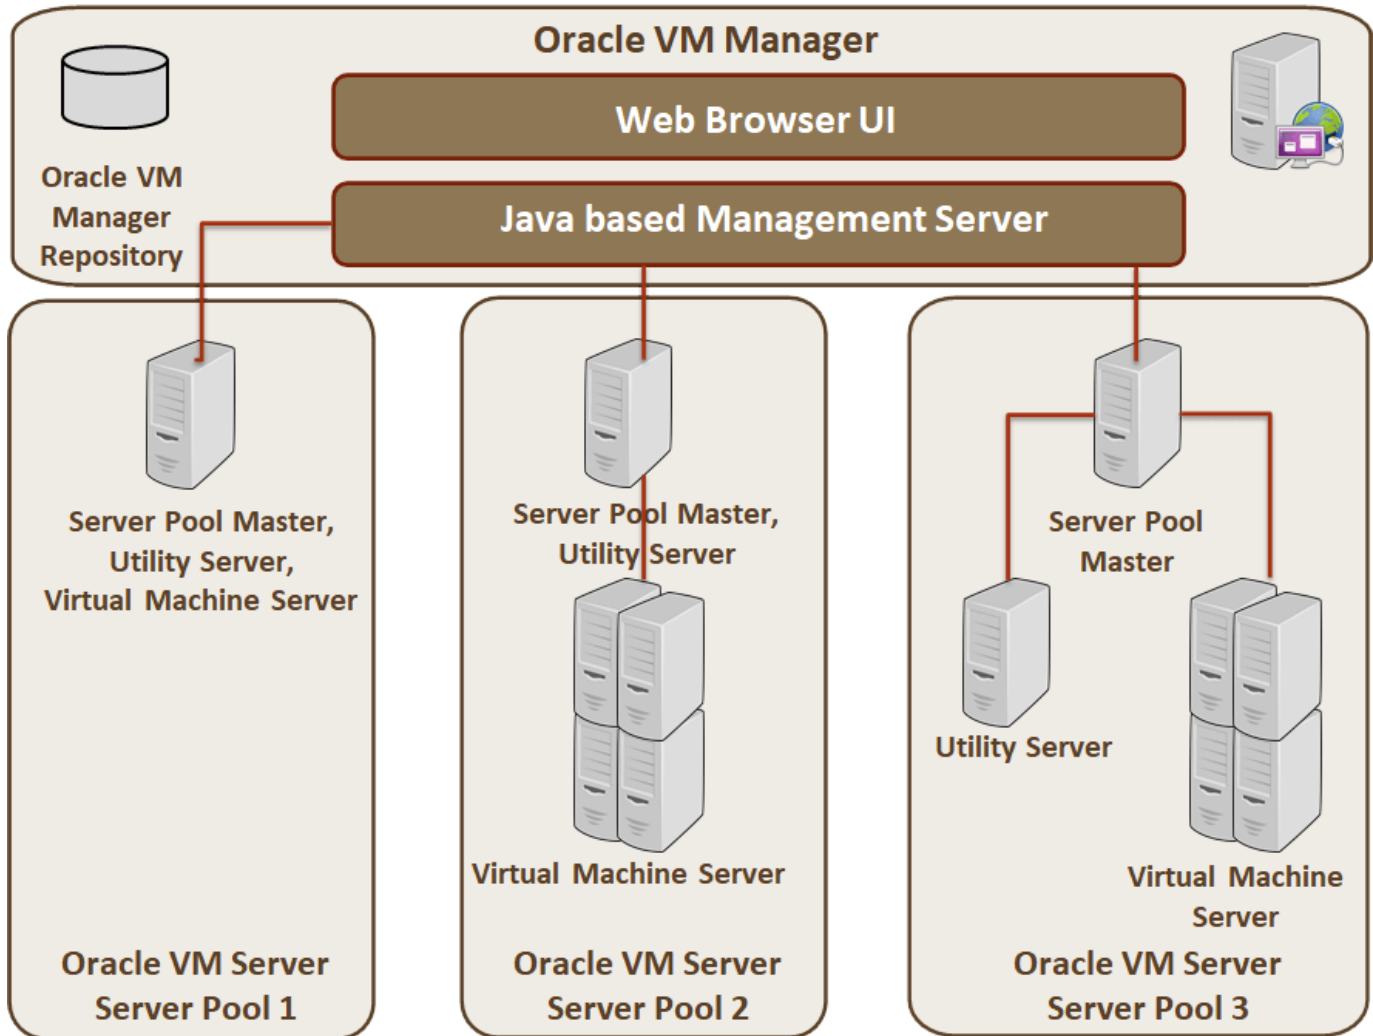 Oracle VM Manager
Web Browser UI
Oracle VM
Manager
Repository
Java based Management Server
Server Pool Master,
Utility Server,
Virtual Machine Server
Oracle VM Server
Server Pool 1
Server Pool Master,
Utility Server
Virtual Machine Server
Oracle VM Server
Server Pool 2
Server Pool
Master
Utility Server
Virtual Machine
Server
Oracle VM Server
Server Pool 3